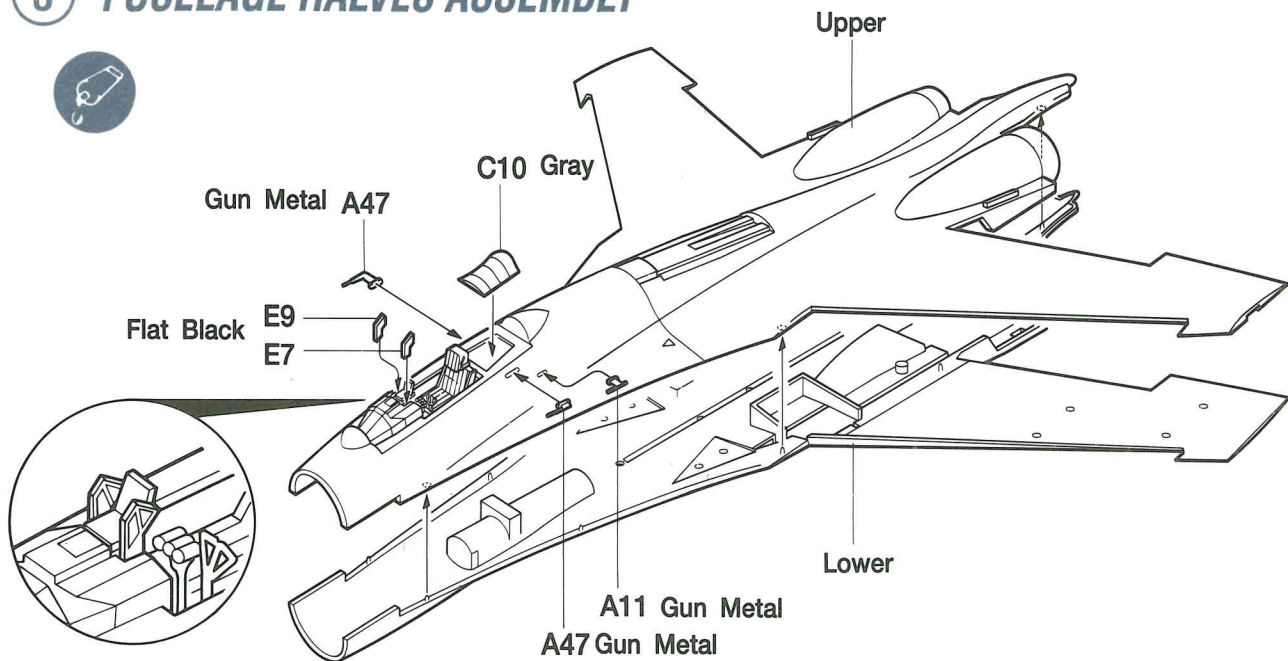 FUSELAGE HALVES ASSEMBLY
Upper
C10 Gray
Gun Metal A47
Flat Black E9
E7
Lower
A11 Gun Metal
A47 Gun Metal